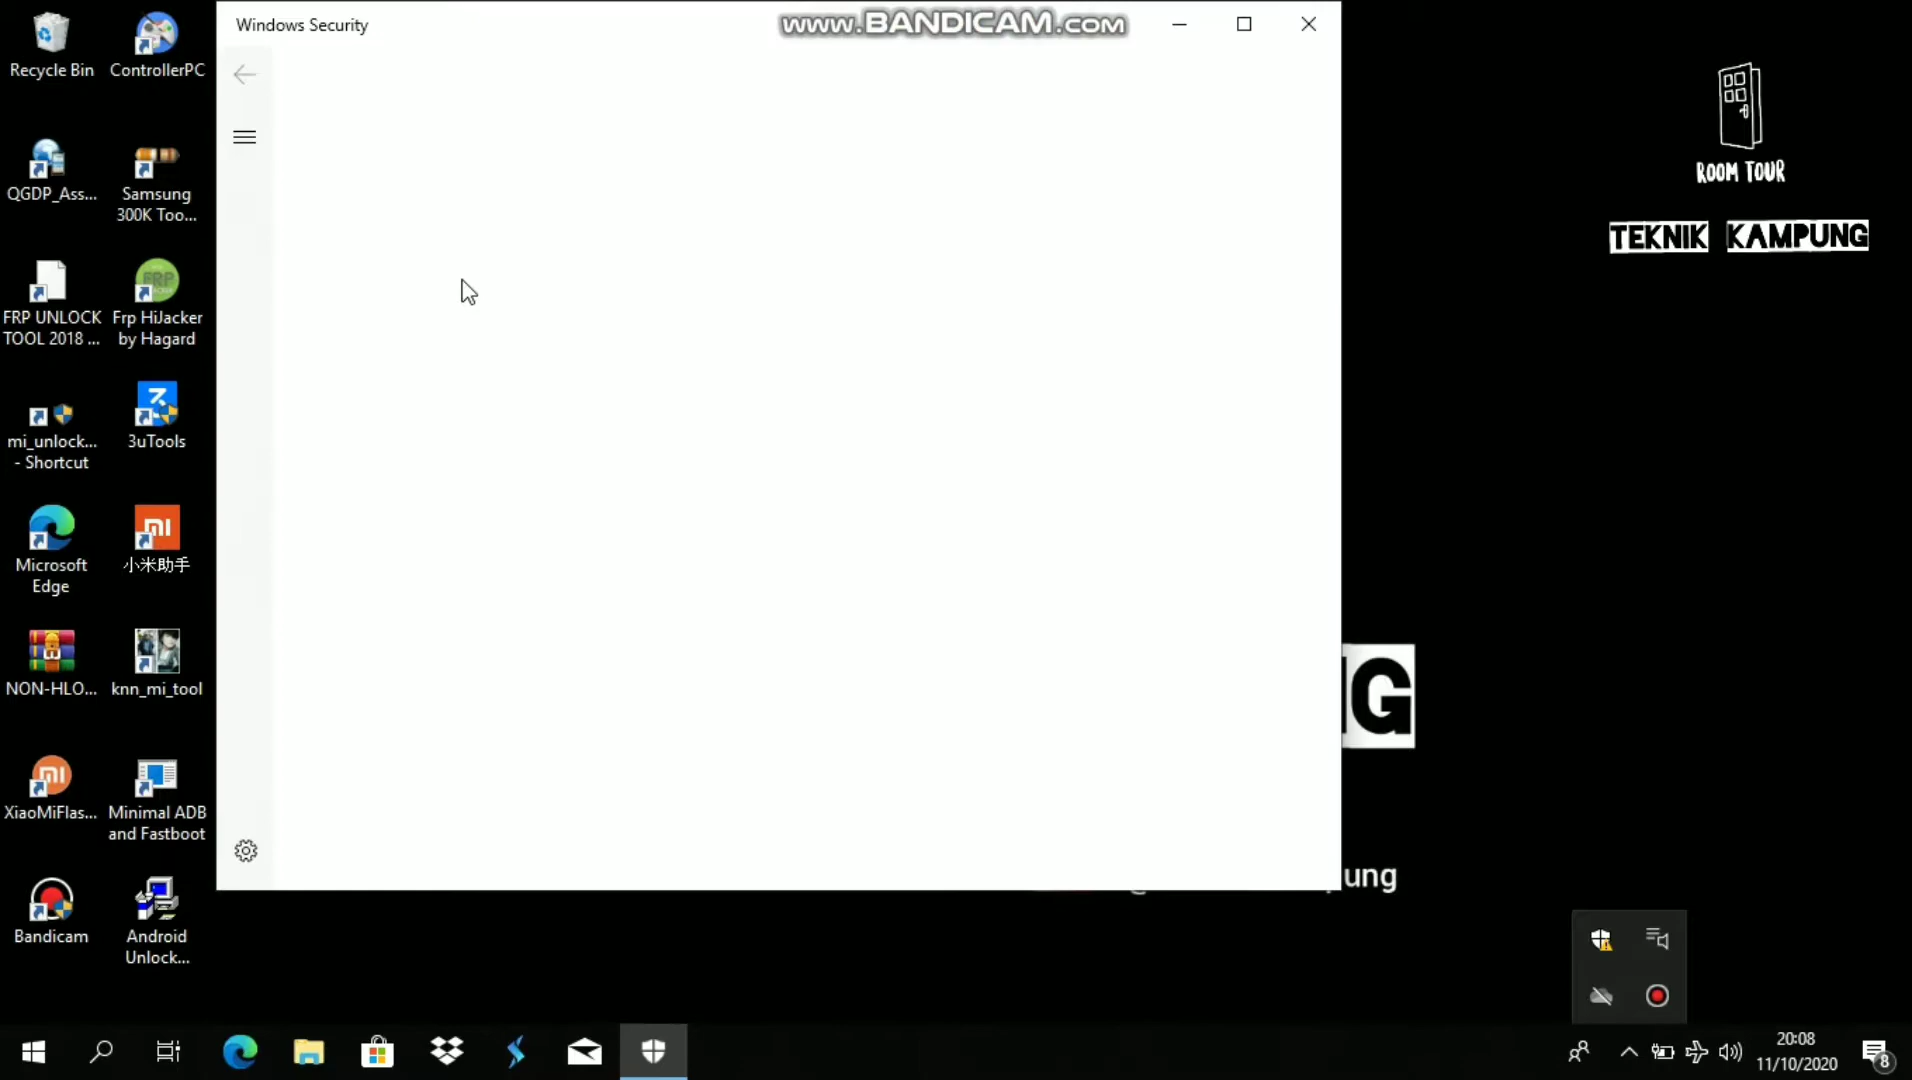 Windows Security
www.BANDICAM.com
Recycle Bin
ControllerPC
QGDP_Ass...
Samsung
300K Too...
FRP UNLOCK
TOOL 2018 ...
Frp HiJacker
by Hagard
mi_unlock...
- Shortcut
3uTools
Microsoft
Edge
小米助手
NON-HLO...
knn_mi_tool
XiaoMiFlas...
Minimal ADB
and Fastboot
Bandicam
Android
Unlock...
ROOM TOUR
TEKNIK KAMPUNG
G
ung
20:08
11/10/2020
8